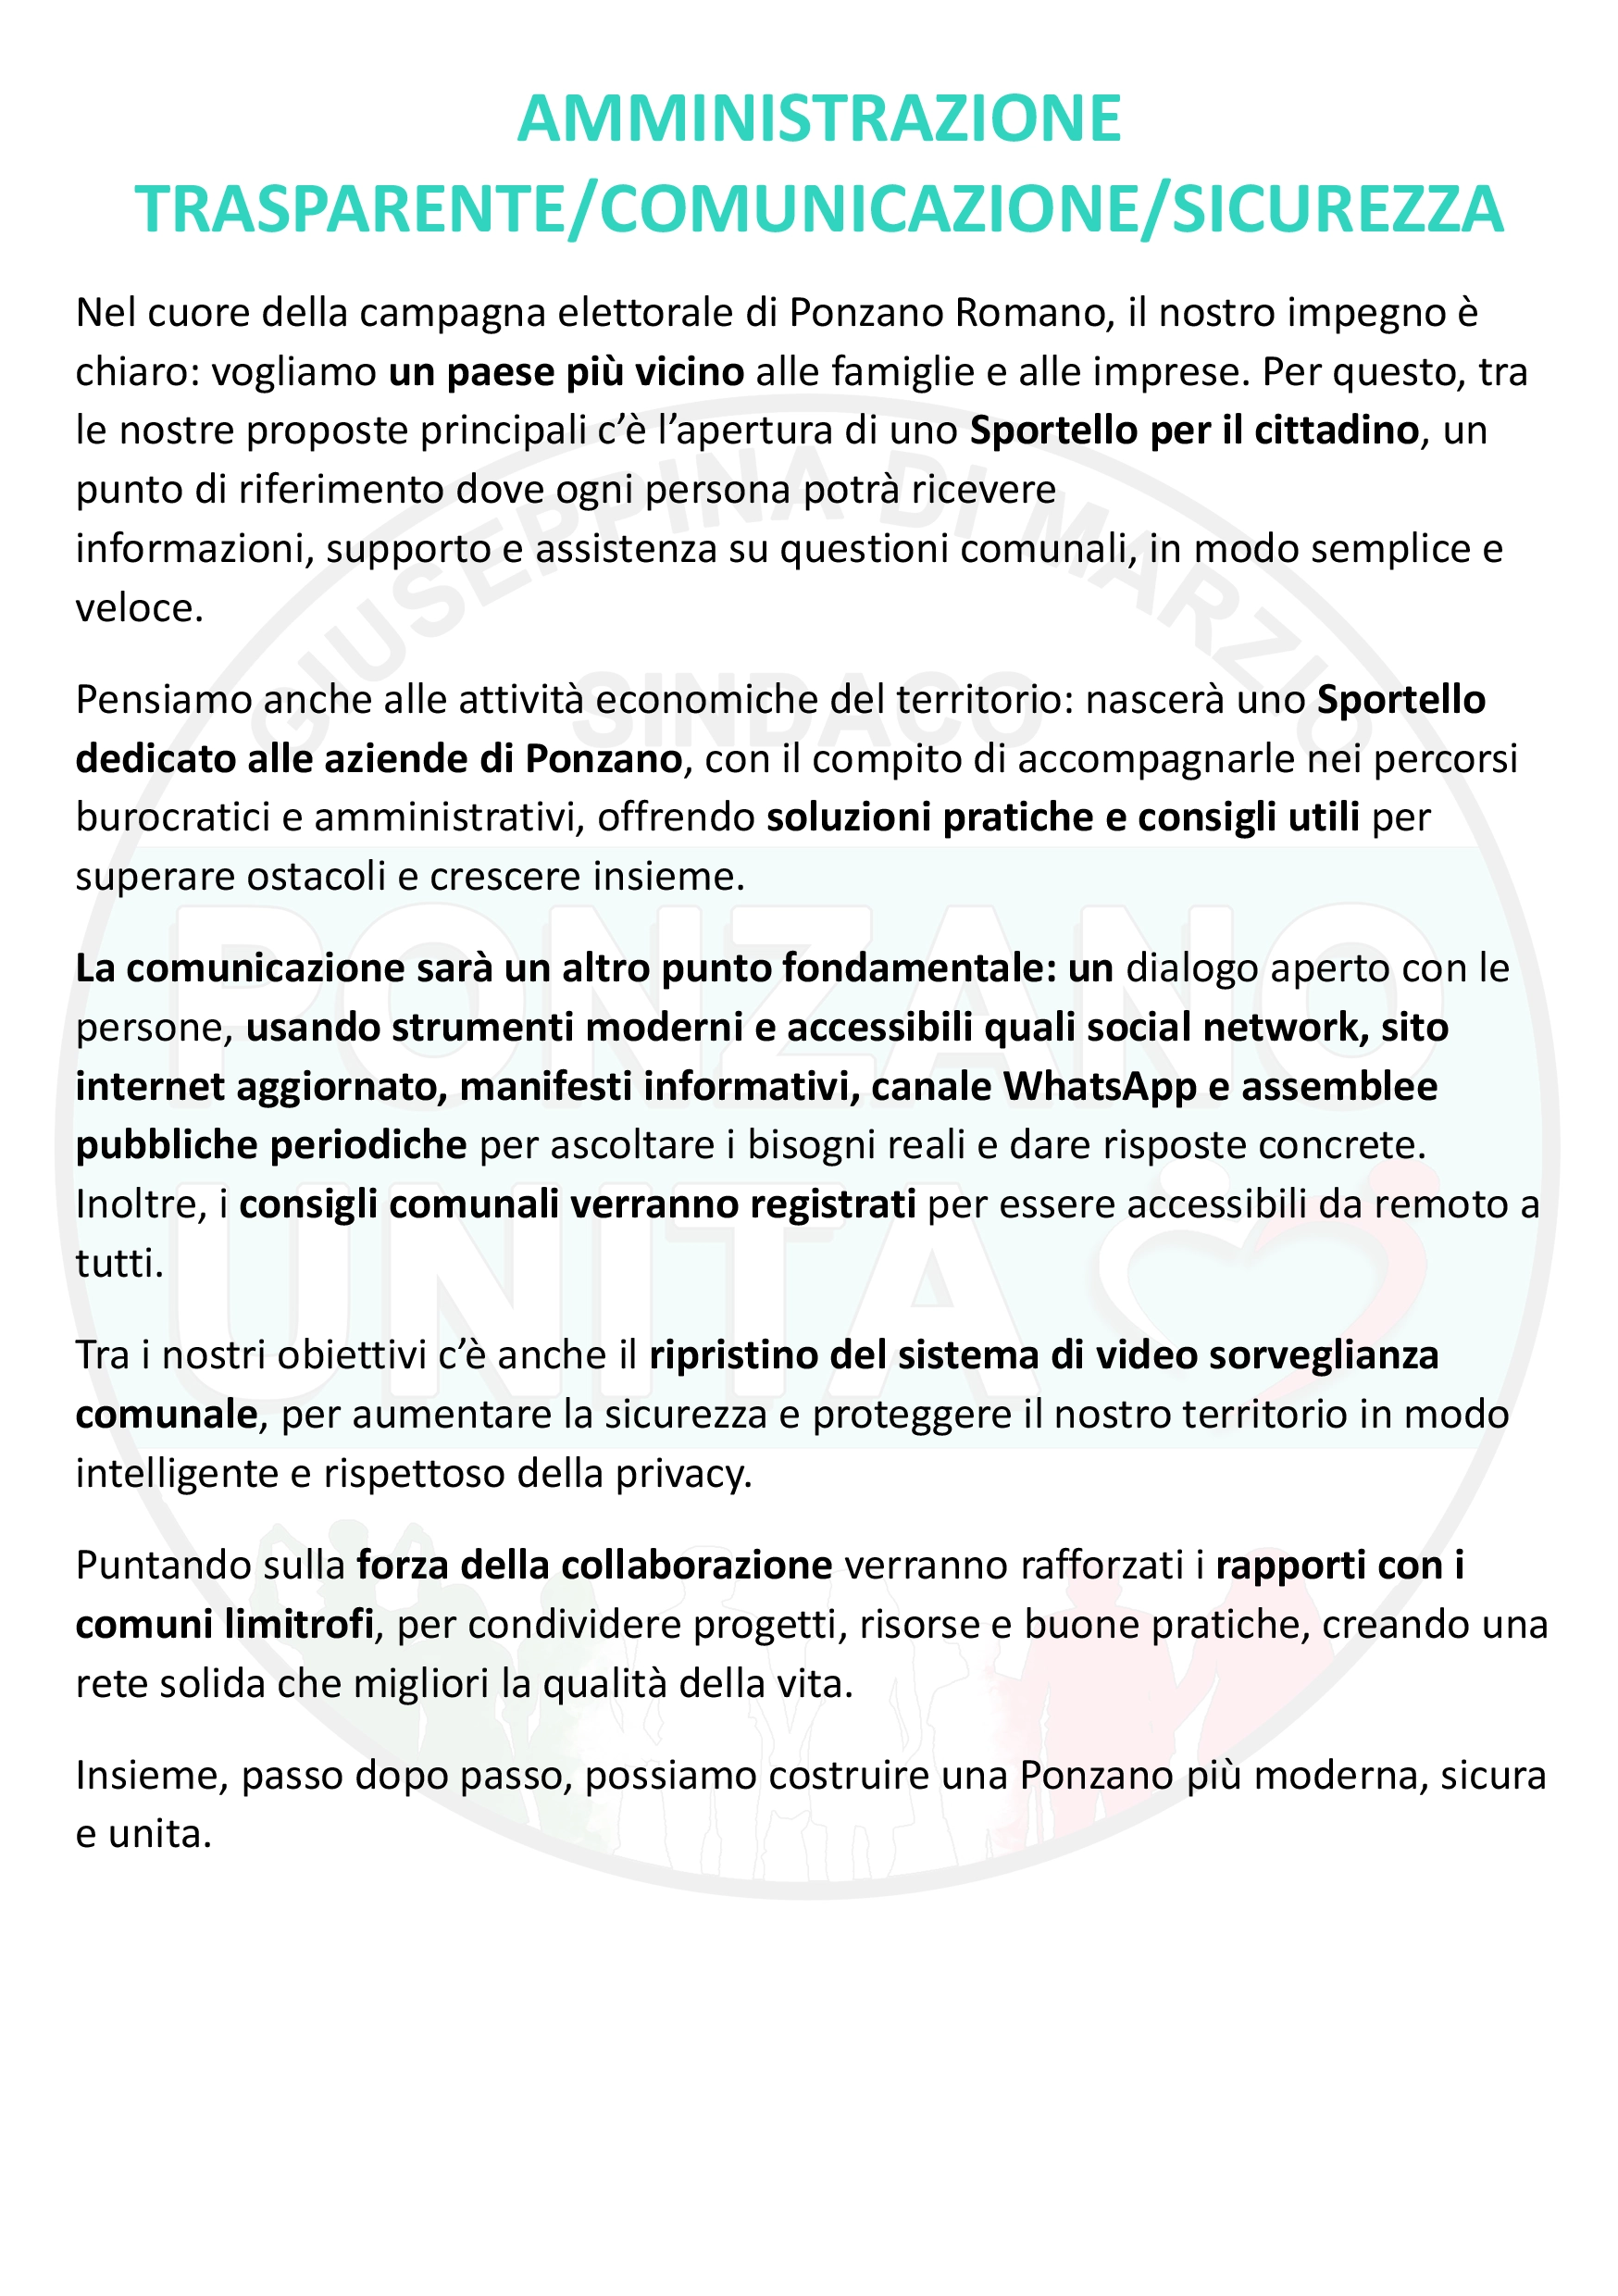 AMMINISTRAZIONE
TRASPARENTE/COMUNICAZIONE/SICUREZZA
Nel cuore della campagna elettorale di Ponzano Romano, il nostro impegno è
chiaro: vogliamo un paese più vicino alle famiglie e alle imprese. Per questo, tra
le nostre proposte principali c’è l’apertura di uno Sportello per il cittadino, un
punto di riferimento dove ogni persona potrà ricevere
informazioni, supporto e assistenza su questioni comunali, in modo semplice e
veloce.
Pensiamo anche alle attività economiche del territorio: nascerà uno Sportello
dedicato alle aziende di Ponzano, con il compito di accompagnarle nei percorsi
burocratici e amministrativi, offrendo soluzioni pratiche e consigli utili per
superare ostacoli e crescere insieme.
La comunicazione sarà un altro punto fondamentale: un dialogo aperto con le
persone, usando strumenti moderni e accessibili quali social network, sito
internet aggiornato, manifesti informativi, canale WhatsApp e assemblee
pubbliche periodiche per ascoltare i bisogni reali e dare risposte concrete.
Inoltre, i consigli comunali verranno registrati per essere accessibili da remoto a
tutti.
Tra i nostri obiettivi c’è anche il ripristino del sistema di video sorveglianza
comunale, per aumentare la sicurezza e proteggere il nostro territorio in modo
intelligente e rispettoso della privacy.
Puntando sulla forza della collaborazione verranno rafforzati i rapporti con i
comuni limitrofi, per condividere progetti, risorse e buone pratiche, creando una
rete solida che migliori la qualità della vita.
Insieme, passo dopo passo, possiamo costruire una Ponzano più moderna, sicura
e unita.
GIUSEPPINA DI MARZIO
SINDACO
PONZANO
UNITA